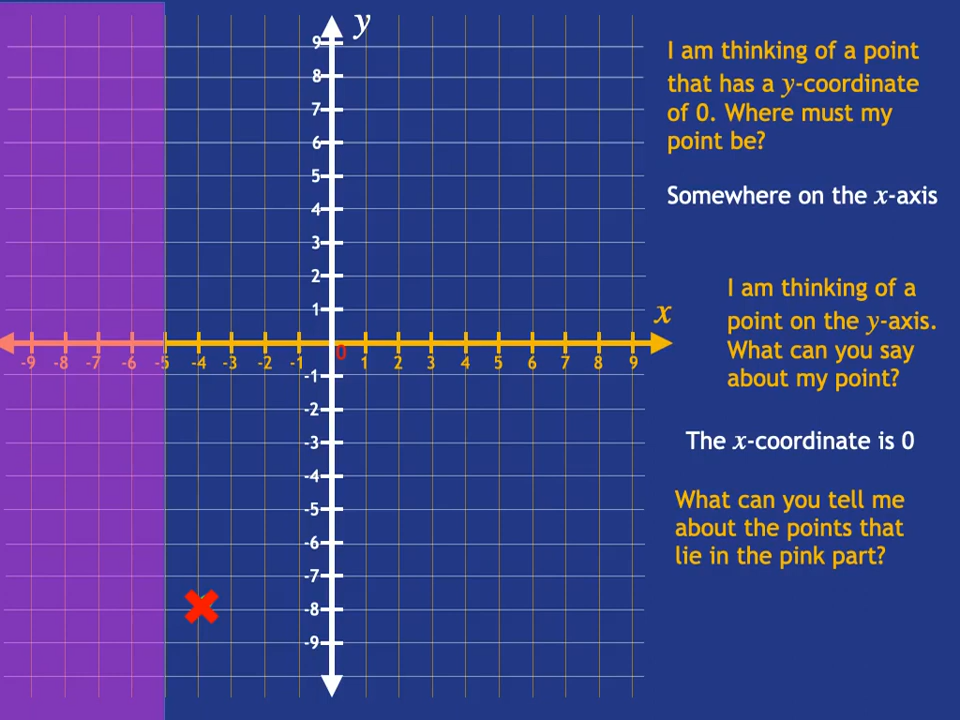 y
9
8
7
6
5
4
3
2
1
x
0
-9 -8 -7 -6 -5 -4 -3 -2 -1 1 2 3 4 5 6 7 8 9
-1
-2
-3
-4
-5
-6
-7
-8
-9
I am thinking of a point
that has a y-coordinate
of 0. Where must my
point be?
Somewhere on the x-axis
I am thinking of a
point on the y-axis.
What can you say
about my point?
The x-coordinate is 0
What can you tell me
about the points that
lie in the pink part?